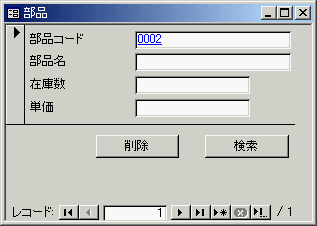 部品
部品コード 0002
部品名
在庫数
単価
削除 検索
レコード: 1 / 1